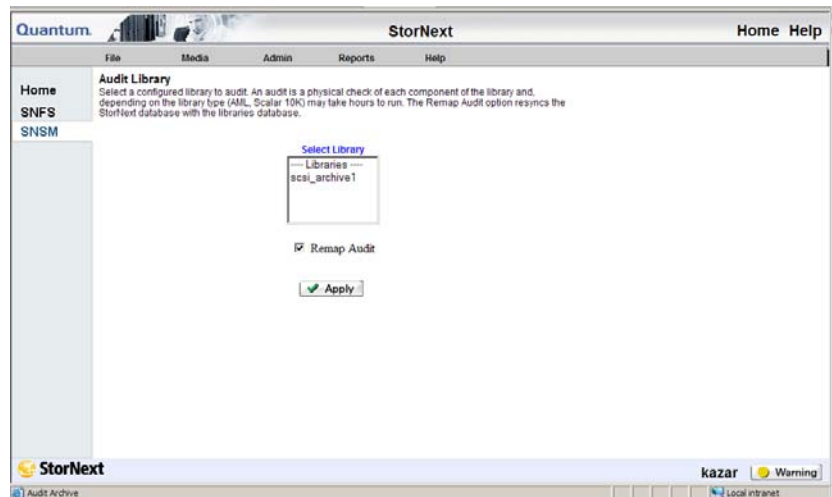 Quantum. StorNext Home Help
File Media Admin Reports Help
Home
SNFS
SNSM
Audit Library
Select a configured library to audit. An audit is a physical check of each component of the library and,
depending on the library type (AML, Scalar 10K) may take hours to run. The Remap Audit option resyncs the
StorNext database with the libraries database.
Select Library
---- Libraries ----
scsi_archive1
Remap Audit
Apply
StorNext kazar Warning
Audit Archive Local intranet